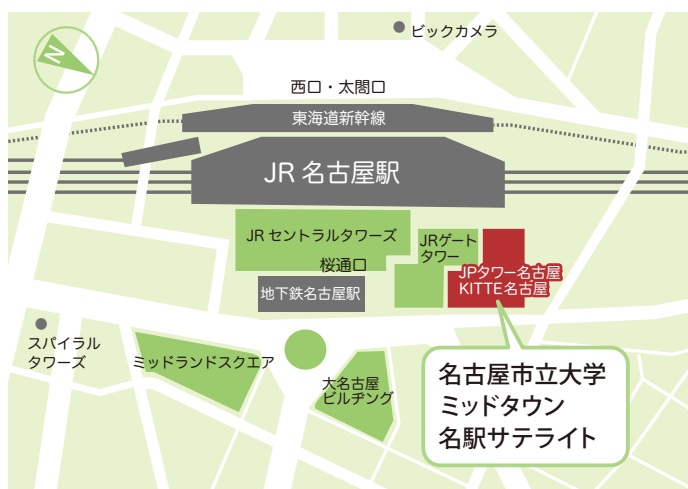 N
ビックカメラ
西口・太閤口
東海道新幹線
JR 名古屋駅
JR セントラルタワーズ
JRゲート
タワー
桜通口
JPタワー名古屋
KITTE名古屋
地下鉄名古屋駅
スパイラル
タワーズ
ミッドランドスクエア
大名古屋
ビルヂング
名古屋市立大学
ミッドタウン
名駅サテライト